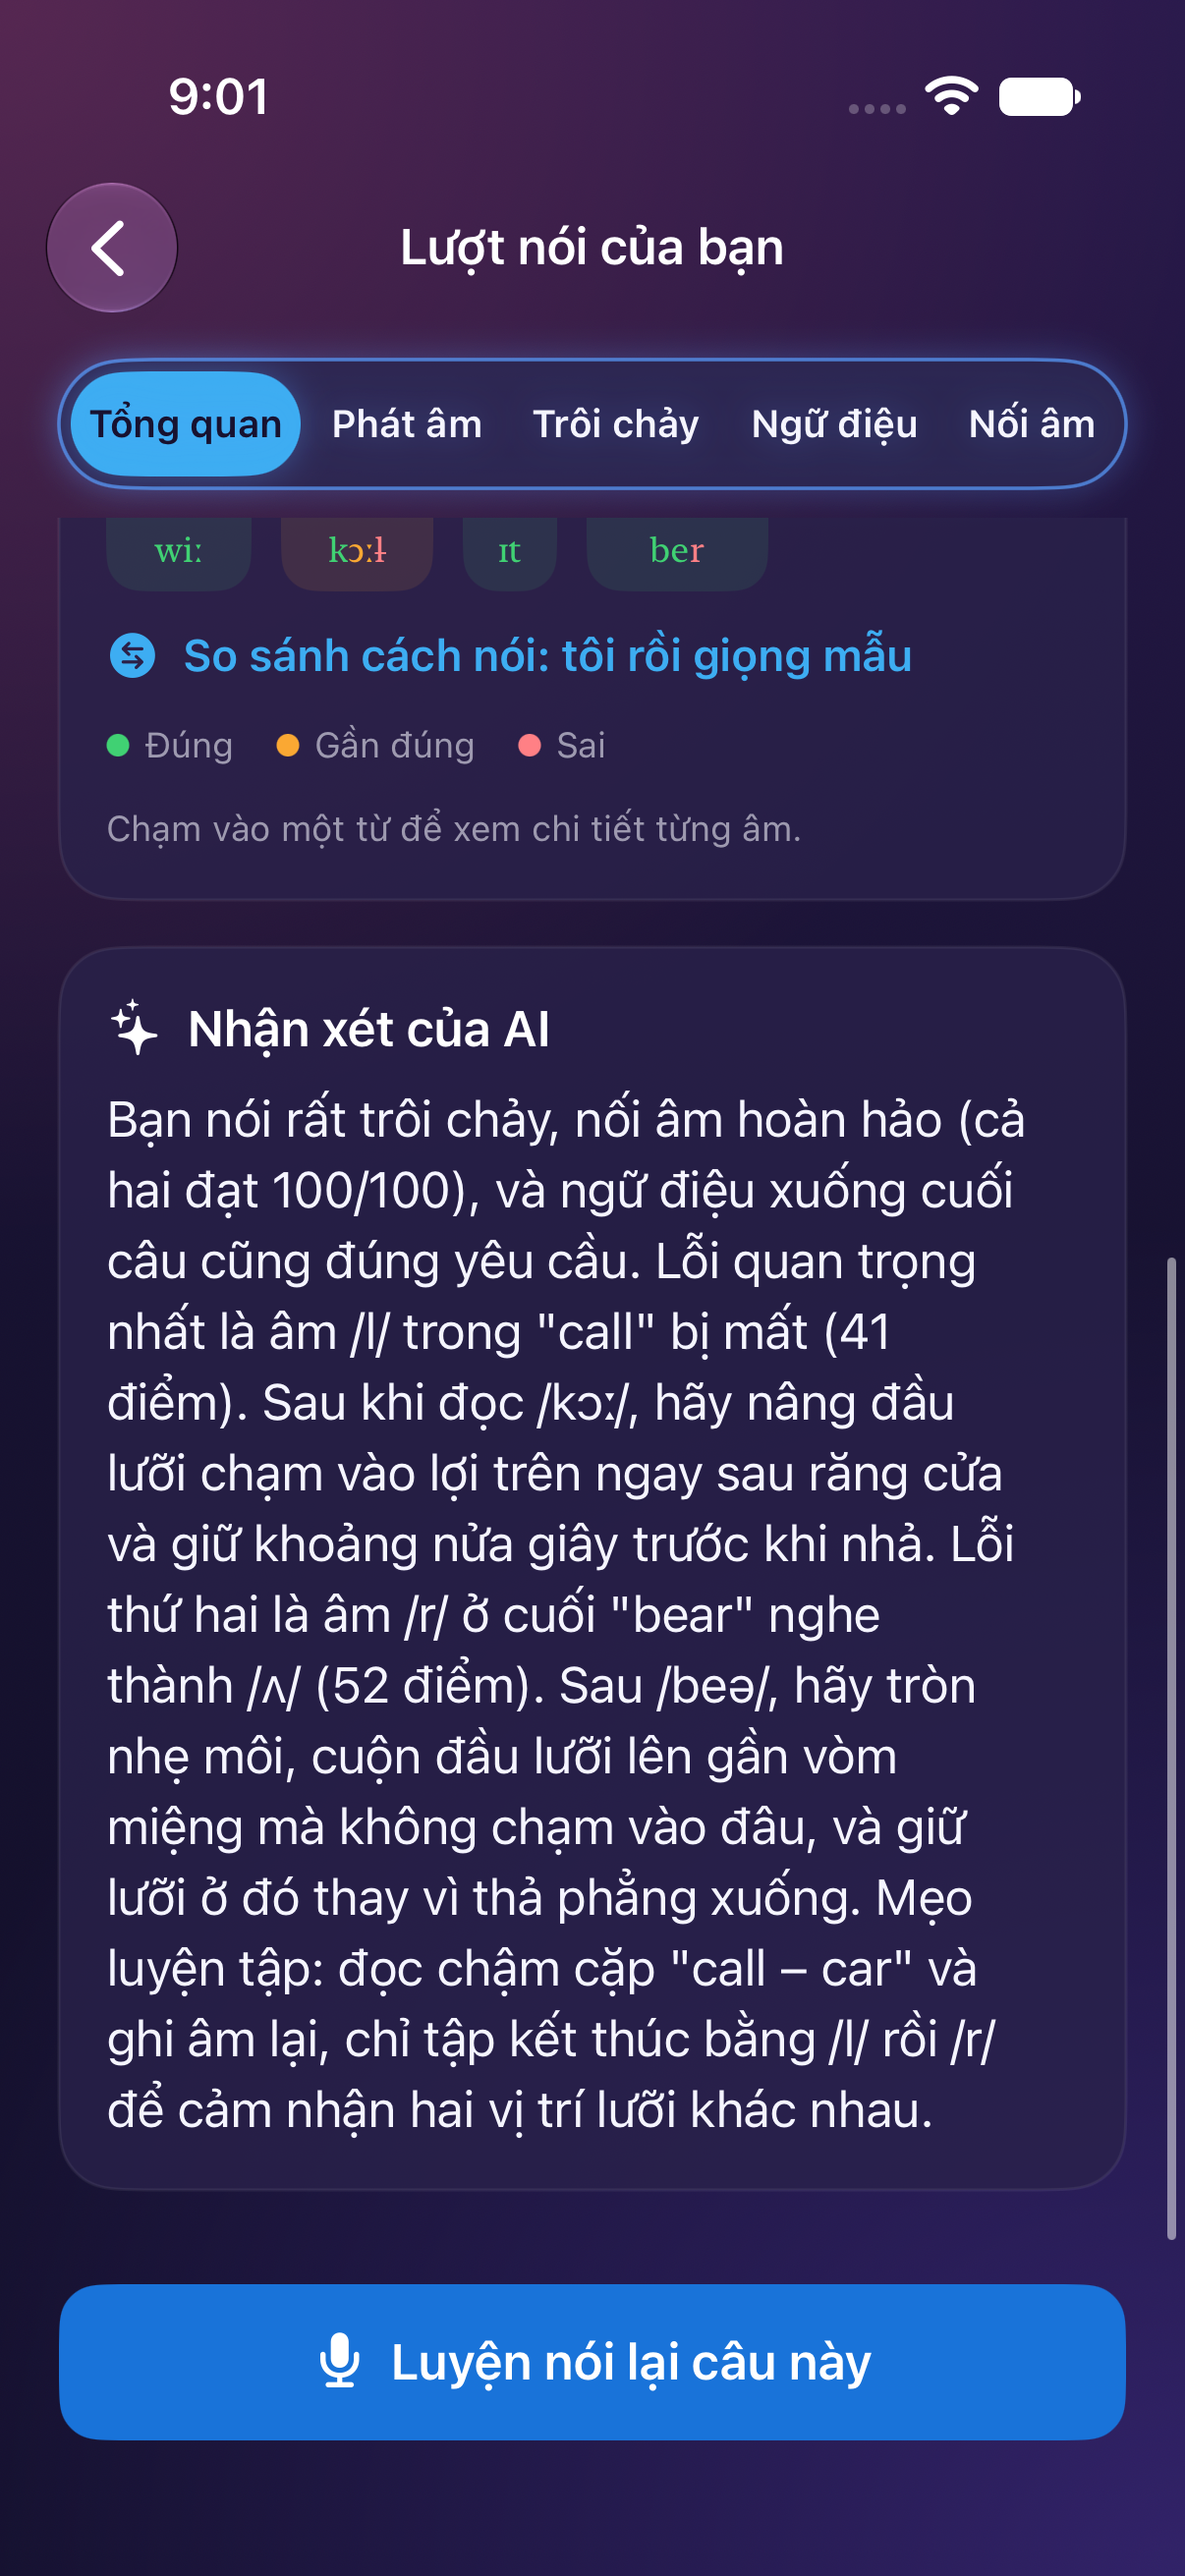 9:01
Lượt nói của bạn
Tổng quan Phát âm Trôi chảy Ngữ điệu Nối âm
wiː kɔːɫ ɪt ber
So sánh cách nói: tôi rồi giọng mẫu
Đúng Gần đúng Sai
Chạm vào một từ để xem chi tiết từng âm.
Nhận xét của AI
Bạn nói rất trôi chảy, nối âm hoàn hảo (cả
hai đạt 100/100), và ngữ điệu xuống cuối
câu cũng đúng yêu cầu. Lỗi quan trọng
nhất là âm /l/ trong "call" bị mất (41
điểm). Sau khi đọc /kɔː/, hãy nâng đầu
lưỡi chạm vào lợi trên ngay sau răng cửa
và giữ khoảng nửa giây trước khi nhả. Lỗi
thứ hai là âm /r/ ở cuối "bear" nghe
thành /ʌ/ (52 điểm). Sau /beə/, hãy tròn
nhẹ môi, cuộn đầu lưỡi lên gần vòm
miệng mà không chạm vào đâu, và giữ
lưỡi ở đó thay vì thả phẳng xuống. Mẹo
luyện tập: đọc chậm cặp "call – car" và
ghi âm lại, chỉ tập kết thúc bằng /l/ rồi /r/
để cảm nhận hai vị trí lưỡi khác nhau.
Luyện nói lại câu này